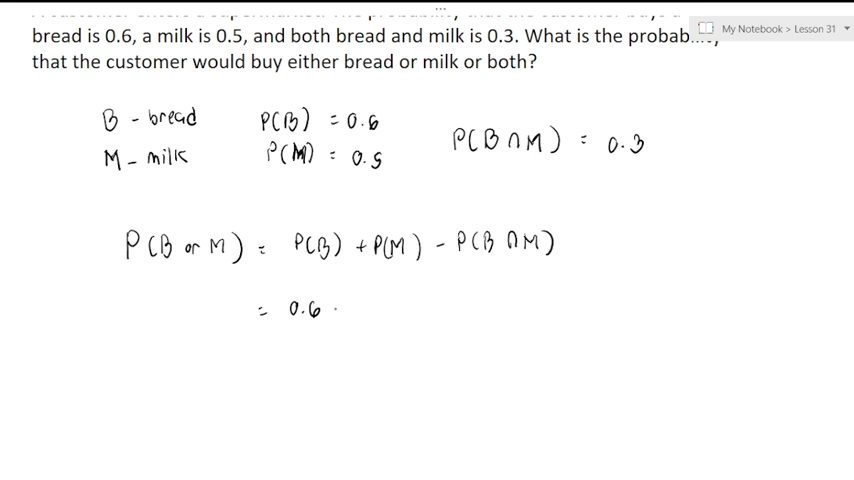 bread is 0.6, a milk is 0.5, and both bread and milk is 0.3. What is the
My Notebook > Lesson 31
that the customer would buy either bread or milk or both?
B - bread P(B) = 0.6
M - milk P(M) = 0.5 P(B ∩ M) = 0.3
P(B or M) = P(B) + P(M) - P(B ∩ M)
= 0.6